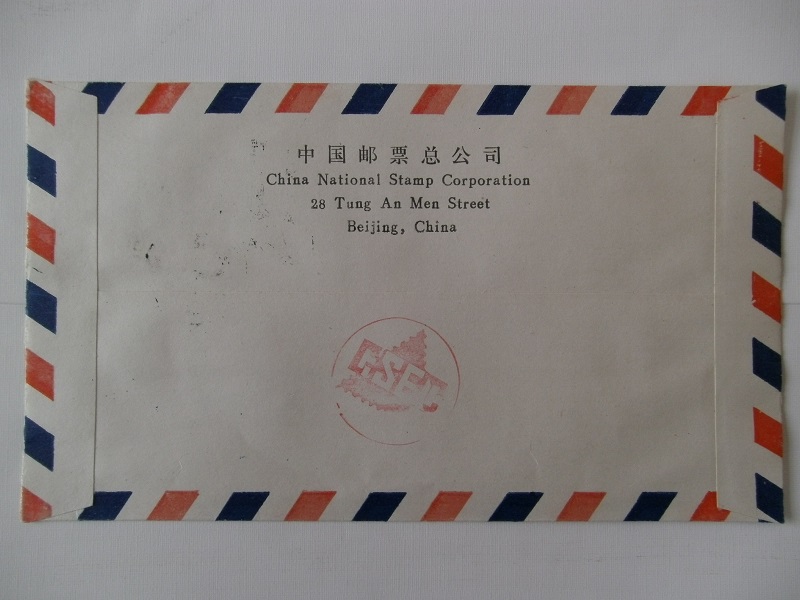 中国邮票总公司
China National Stamp Corporation
28 Tung An Men Street
Beijing, China